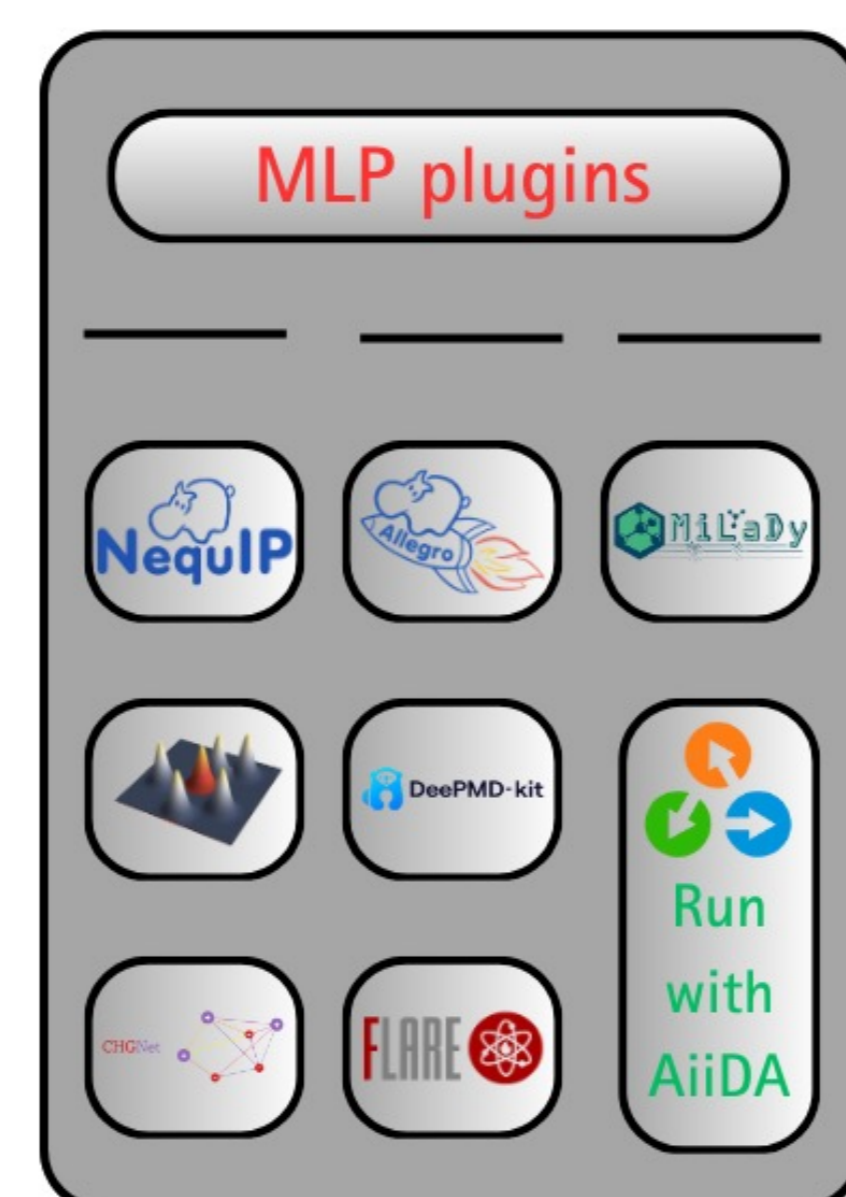 MLP plugins
NequIP
Allegro
MiLaDy
DeePMD-kit
CHGNet
FLARE
Run
with
AiiDA